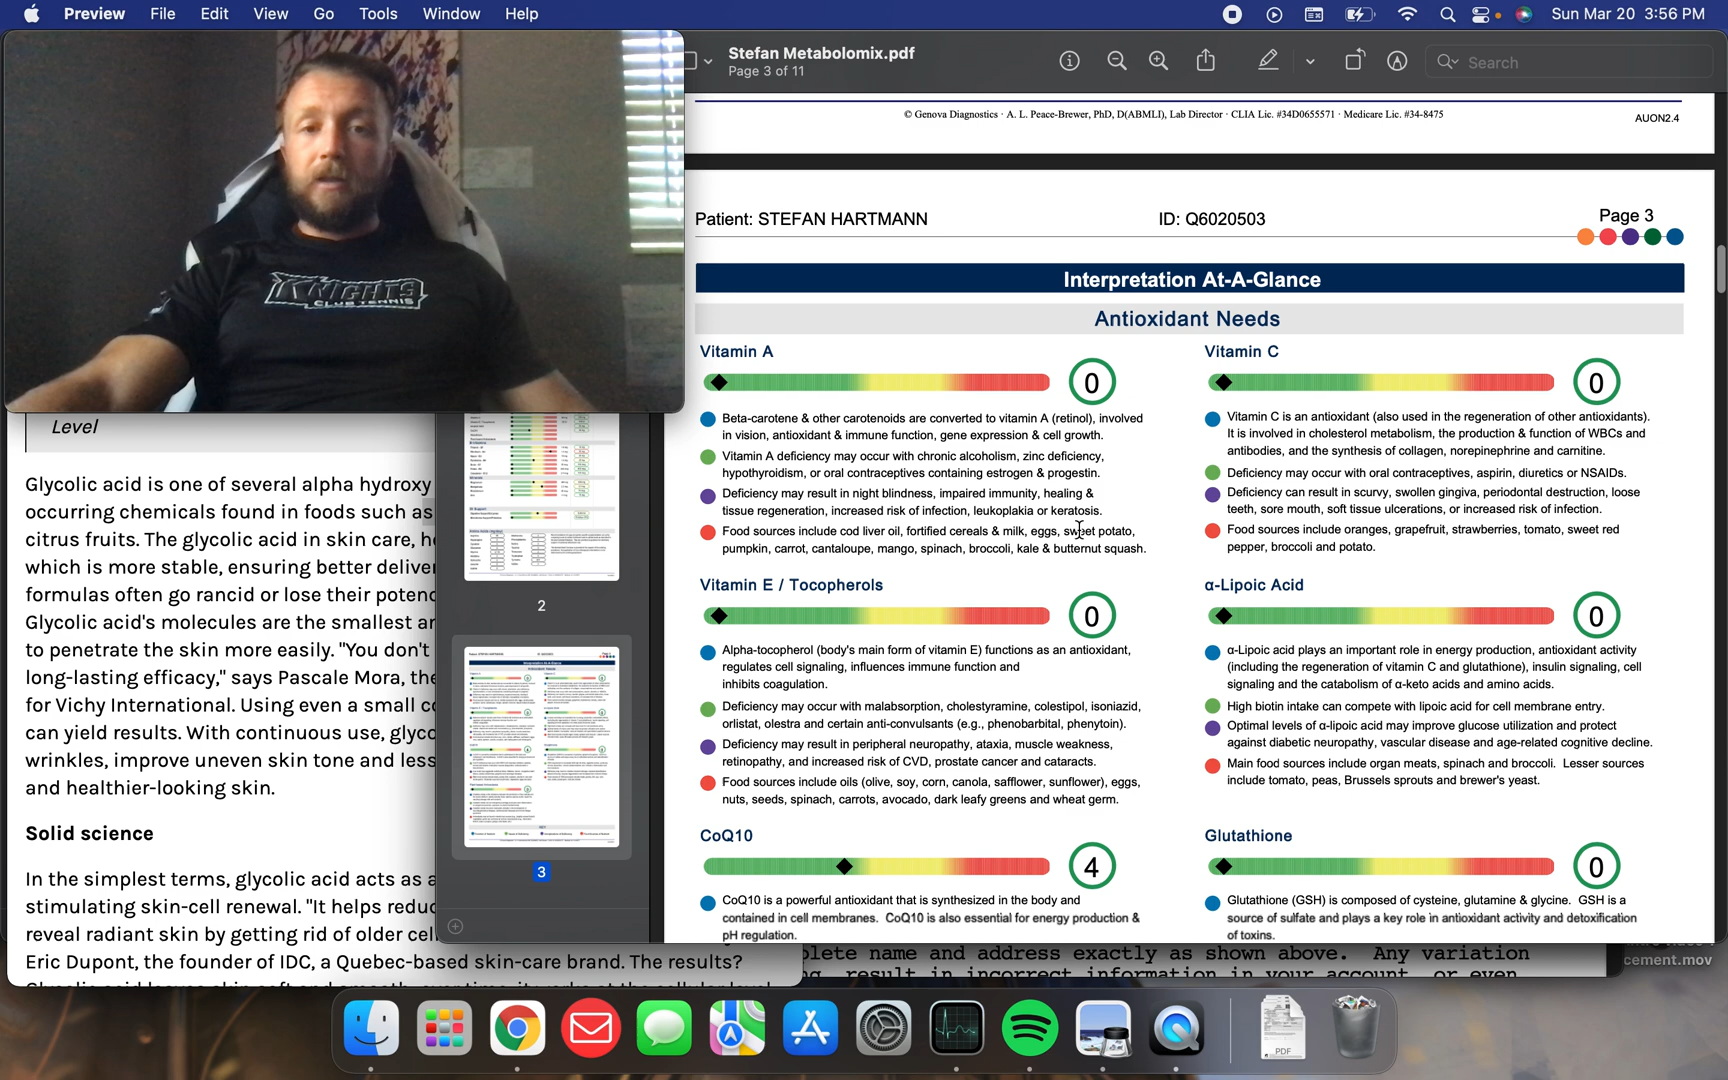 Preview File Edit View Go Tools Window Help
Sun Mar 20 3:56 PM
KNIGHTS
CLUB TENNIS
Stefan Metabolomix.pdf
Page 3 of 11
Search
© Genova Diagnostics · A. L. Peace-Brewer, PhD, D(ABMLI), Lab Director · CLIA Lic. #34D0655571 · Medicare Lic. #34-8475
AUON2.4
Patient: STEFAN HARTMANN
ID: Q6020503
Page 3
Interpretation At-A-Glance
Antioxidant Needs
Vitamin A
0
Beta-carotene & other carotenoids are converted to vitamin A (retinol), involved
in vision, antioxidant & immune function, gene expression & cell growth.
Vitamin A deficiency may occur with chronic alcoholism, zinc deficiency,
hypothyroidism, or oral contraceptives containing estrogen & progestin.
Deficiency may result in night blindness, impaired immunity, healing &
tissue regeneration, increased risk of infection, leukoplakia or keratosis.
Food sources include cod liver oil, fortified cereals & milk, eggs, sweet potato,
pumpkin, carrot, cantaloupe, mango, spinach, broccoli, kale & butternut squash.
Vitamin C
0
Vitamin C is an antioxidant (also used in the regeneration of other antioxidants).
It is involved in cholesterol metabolism, the production & function of WBCs and
antibodies, and the synthesis of collagen, norepinephrine and carnitine.
Deficiency may occur with oral contraceptives, aspirin, diuretics or NSAIDs.
Deficiency can result in scurvy, swollen gingiva, periodontal destruction, loose
teeth, sore mouth, soft tissue ulcerations, or increased risk of infection.
Food sources include oranges, grapefruit, strawberries, tomato, sweet red
pepper, broccoli and potato.
Vitamin E / Tocopherols
0
Alpha-tocopherol (body's main form of vitamin E) functions as an antioxidant,
regulates cell signaling, influences immune function and
inhibits coagulation.
Deficiency may occur with malabsorption, cholestyramine, colestipol, isoniazid,
orlistat, olestra and certain anti-convulsants (e.g., phenobarbital, phenytoin).
Deficiency may result in peripheral neuropathy, ataxia, muscle weakness,
retinopathy, and increased risk of CVD, prostate cancer and cataracts.
Food sources include oils (olive, soy, corn, canola, safflower, sunflower), eggs,
nuts, seeds, spinach, carrots, avocado, dark leafy greens and wheat germ.
α-Lipoic Acid
0
α-Lipoic acid plays an important role in energy production, antioxidant activity
(including the regeneration of vitamin C and glutathione), insulin signaling, cell
signaling and the catabolism of α-keto acids and amino acids.
High biotin intake can compete with lipoic acid for cell membrane entry.
Optimal levels of α-lipoic acid may improve glucose utilization and protect
against diabetic neuropathy, vascular disease and age-related cognitive decline.
Main food sources include organ meats, spinach and broccoli. Lesser sources
include tomato, peas, Brussels sprouts and brewer's yeast.
CoQ10
4
CoQ10 is a powerful antioxidant that is synthesized in the body and
contained in cell membranes. CoQ10 is also essential for energy production &
pH regulation.
Glutathione
0
Glutathione (GSH) is composed of cysteine, glutamine & glycine. GSH is a
source of sulfate and plays a key role in antioxidant activity and detoxification
of toxins.
2
3
Level
Glycolic acid is one of several alpha hydroxy
occurring chemicals found in foods such as
citrus fruits. The glycolic acid in skin care, h
which is more stable, ensuring better deliver
formulas often go rancid or lose their poten
Glycolic acid's molecules are the smallest a
to penetrate the skin more easily. "You don't
long-lasting efficacy," says Pascale Mora, the
for Vichy International. Using even a small c
can yield results. With continuous use, glyco
wrinkles, improve uneven skin tone and less
and healthier-looking skin.
Solid science
In the simplest terms, glycolic acid acts as a
stimulating skin-cell renewal. "It helps reduc
reveal radiant skin by getting rid of older cel
Eric Dupont, the founder of IDC, a Quebec-based skin-care brand. The results?
plete name and address exactly as shown above. Any variation
result in incorrect information in your account, or even
cement.mov
PDF